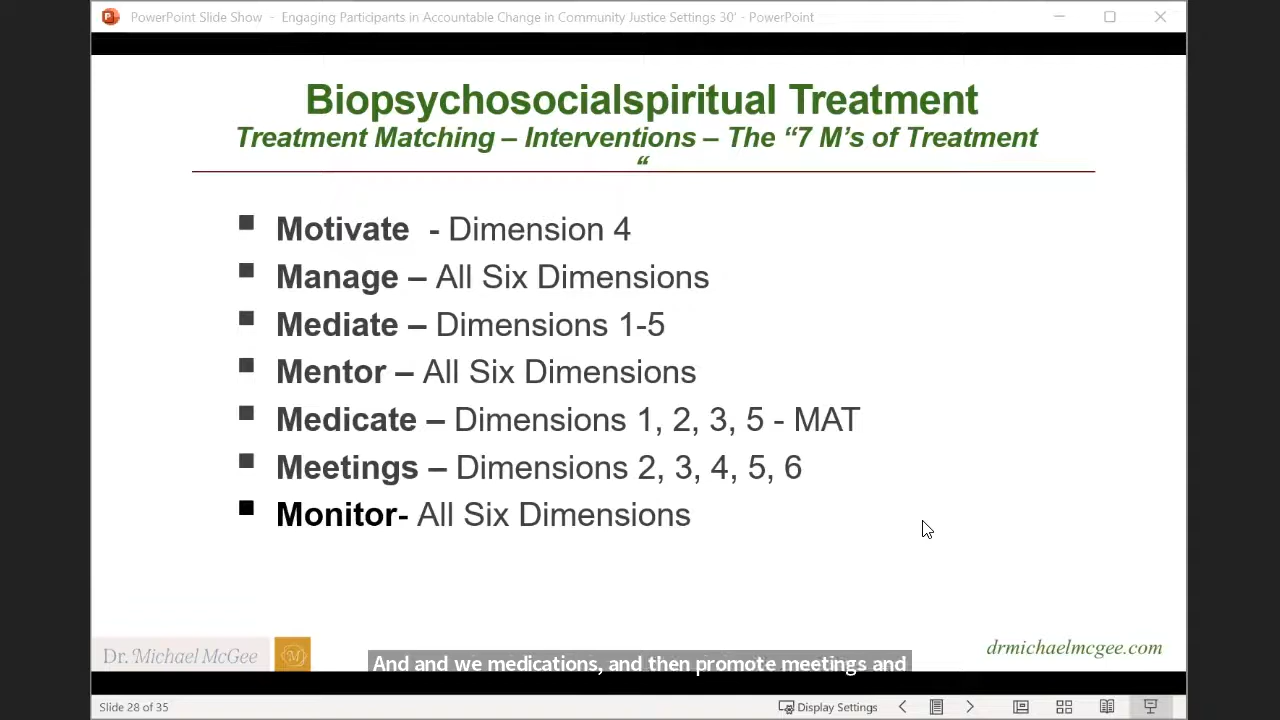 PowerPoint Slide Show - Engaging Participants in Accountable Change in Community Justice Settings 30' - PowerPoint
Biopsychosocialspiritual Treatment
Treatment Matching – Interventions – The “7 M’s of Treatment
“
■ Motivate - Dimension 4
■ Manage – All Six Dimensions
■ Mediate – Dimensions 1-5
■ Mentor – All Six Dimensions
■ Medicate – Dimensions 1, 2, 3, 5 - MAT
■ Meetings – Dimensions 2, 3, 4, 5, 6
■ Monitor- All Six Dimensions
Dr. Michael McGee
M
drmichaelmcgee.com
And and we medications, and then promote meetings and
Slide 28 of 35
Display Settings